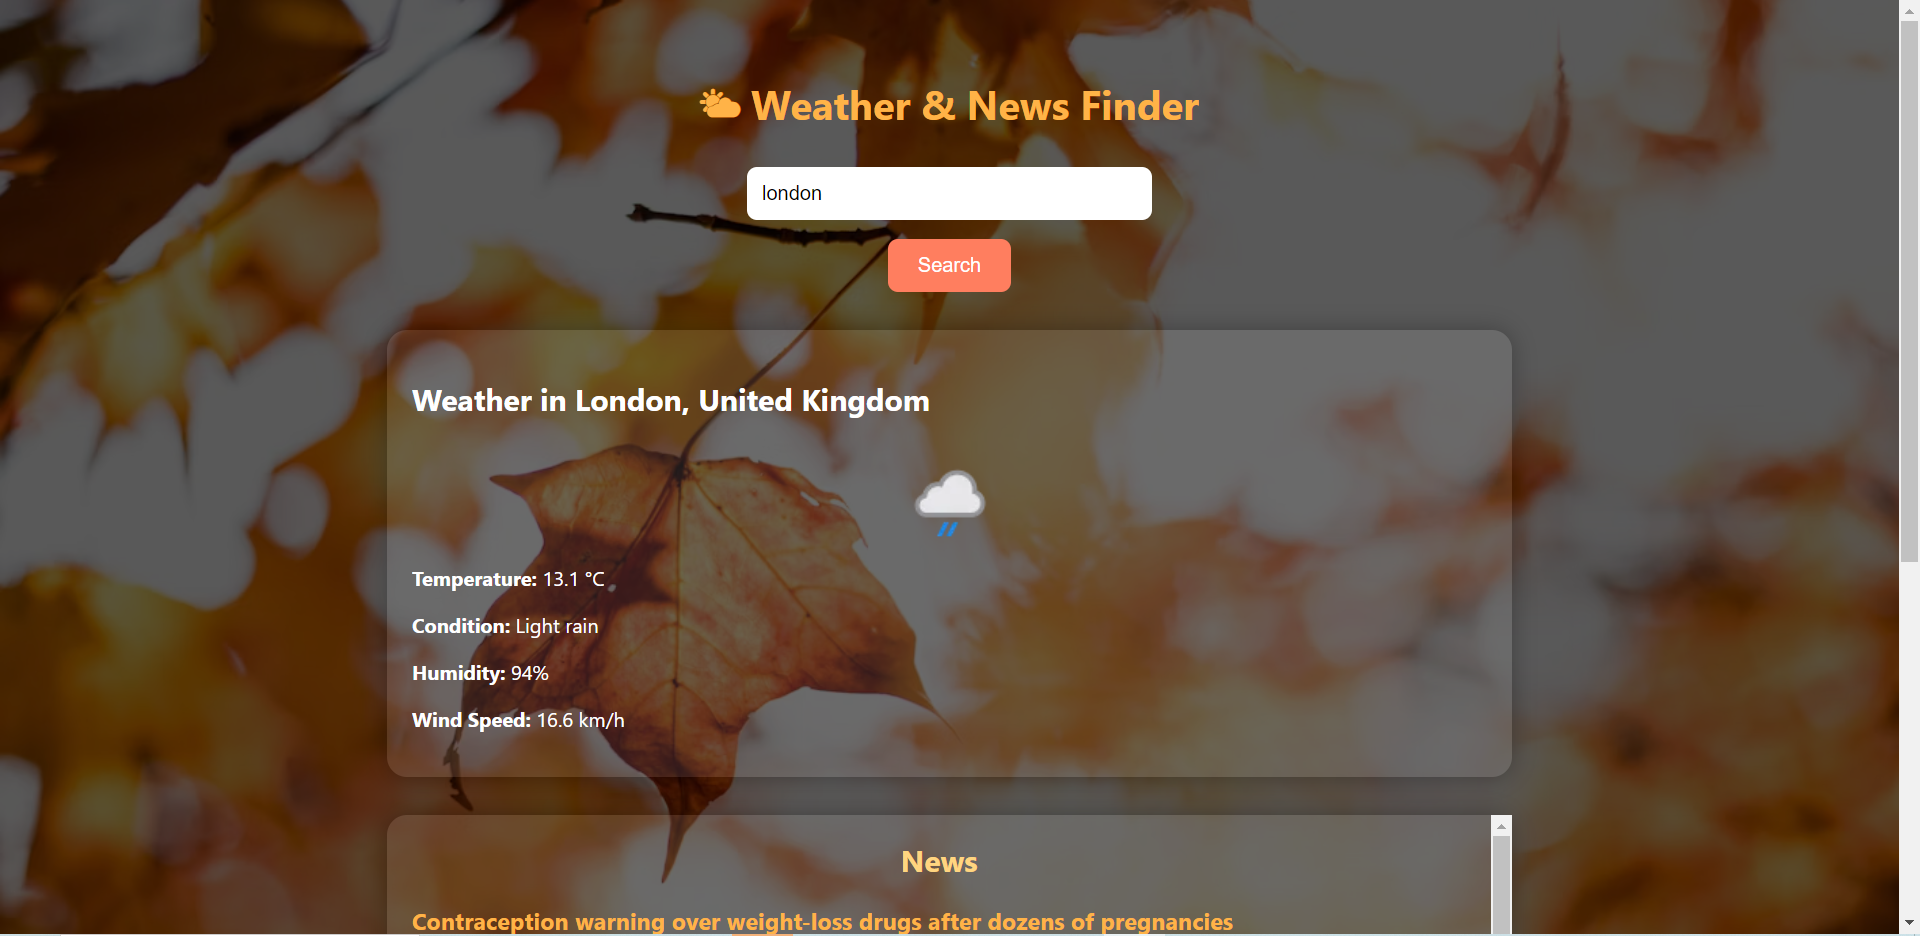 Weather & News Finder
london
Search
Weather in London, United Kingdom
Temperature: 13.1 °C
Condition: Light rain
Humidity: 94%
Wind Speed: 16.6 km/h
News
Contraception warning over weight-loss drugs after dozens of pregnancies